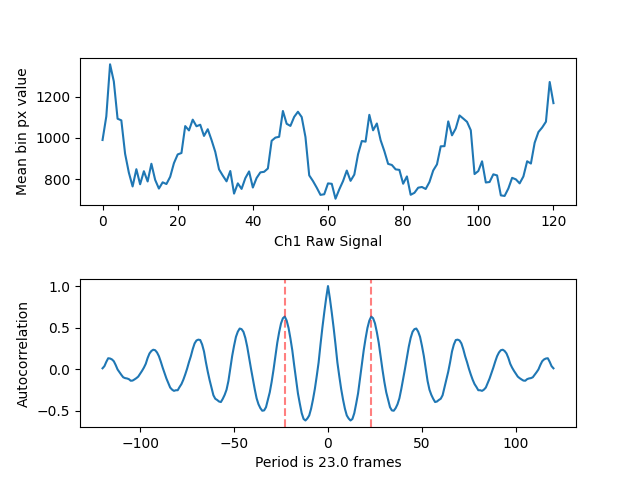 Mean bin px value
1200
1000
800
0 20 40 60 80 100 120
Ch1 Raw Signal
Autocorrelation
1.0
0.5
0.0
−0.5
−100 −50 0 50 100
Period is 23.0 frames